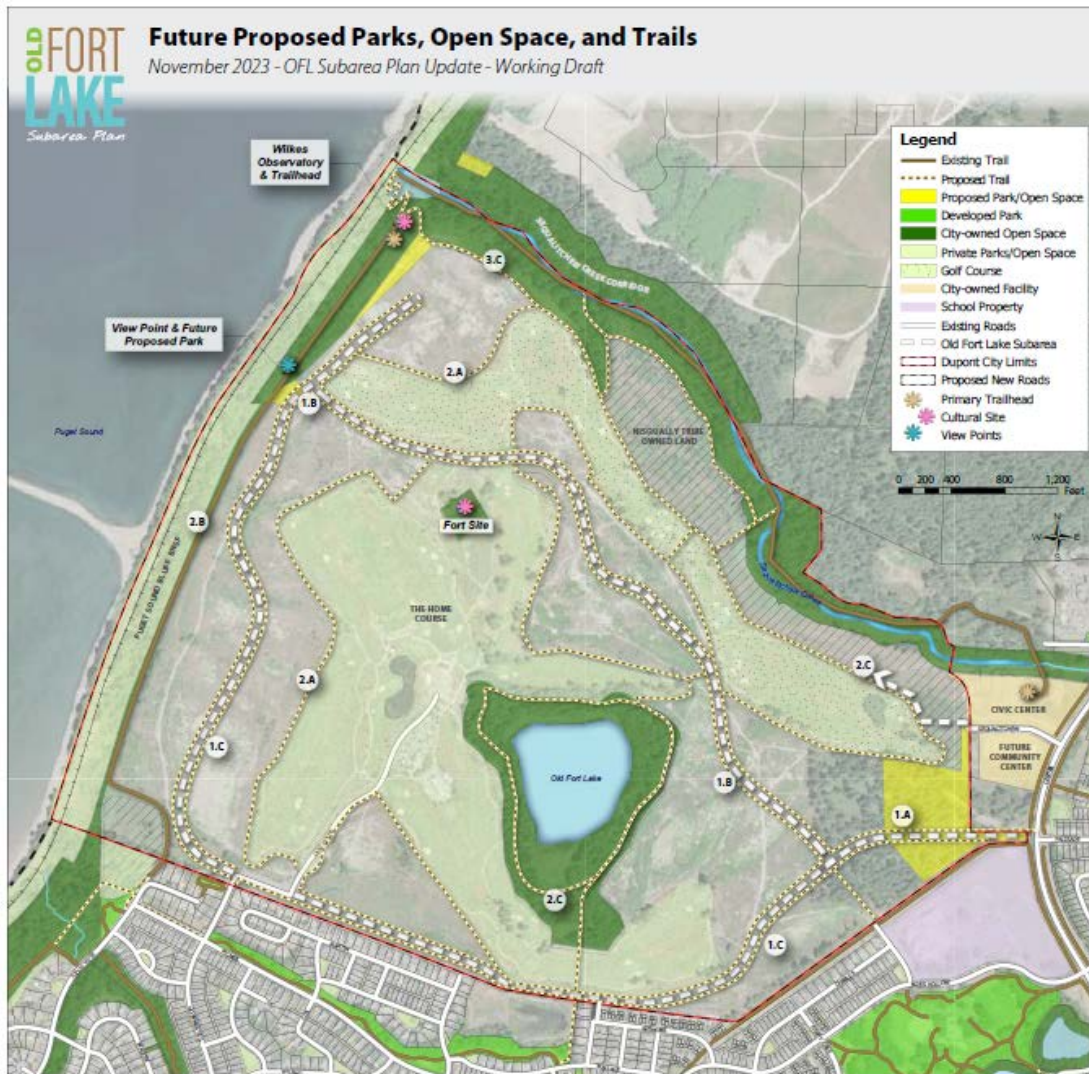 OLD FORT
LAKE
Subarea Plan
Future Proposed Parks, Open Space, and Trails
November 2023 - OFL Subarea Plan Update - Working Draft
Wilkes
Observatory
& Trailhead
View Point & Future
Proposed Park
Legend
Existing Trail
Proposed Trail
Proposed Park/Open Space
Developed Park
City-owned Open Space
Private Parks/Open Space
Golf Course
City-owned Facility
School Property
Existing Roads
Old Fort Lake Subarea
Dupont City Limits
Proposed New Roads
Primary Trailhead
Cultural Site
View Points
0 200 400 800 1,200
Feet
N
W E
S
SEQUALITCHEW CREEK CORRIDOR
3.C
2.A
1.B
NISQUALLY TRIBE
OWNED LAND
Puget Sound
2.B
Fort Site
PUGET SOUND BLUFF BNSF
THE HOME
COURSE
2.A
2.C
CIVIC CENTER
1.C
FUTURE
COMMUNITY
CENTER
Old Fort Lake
1.B
1.A
2.C
1.C